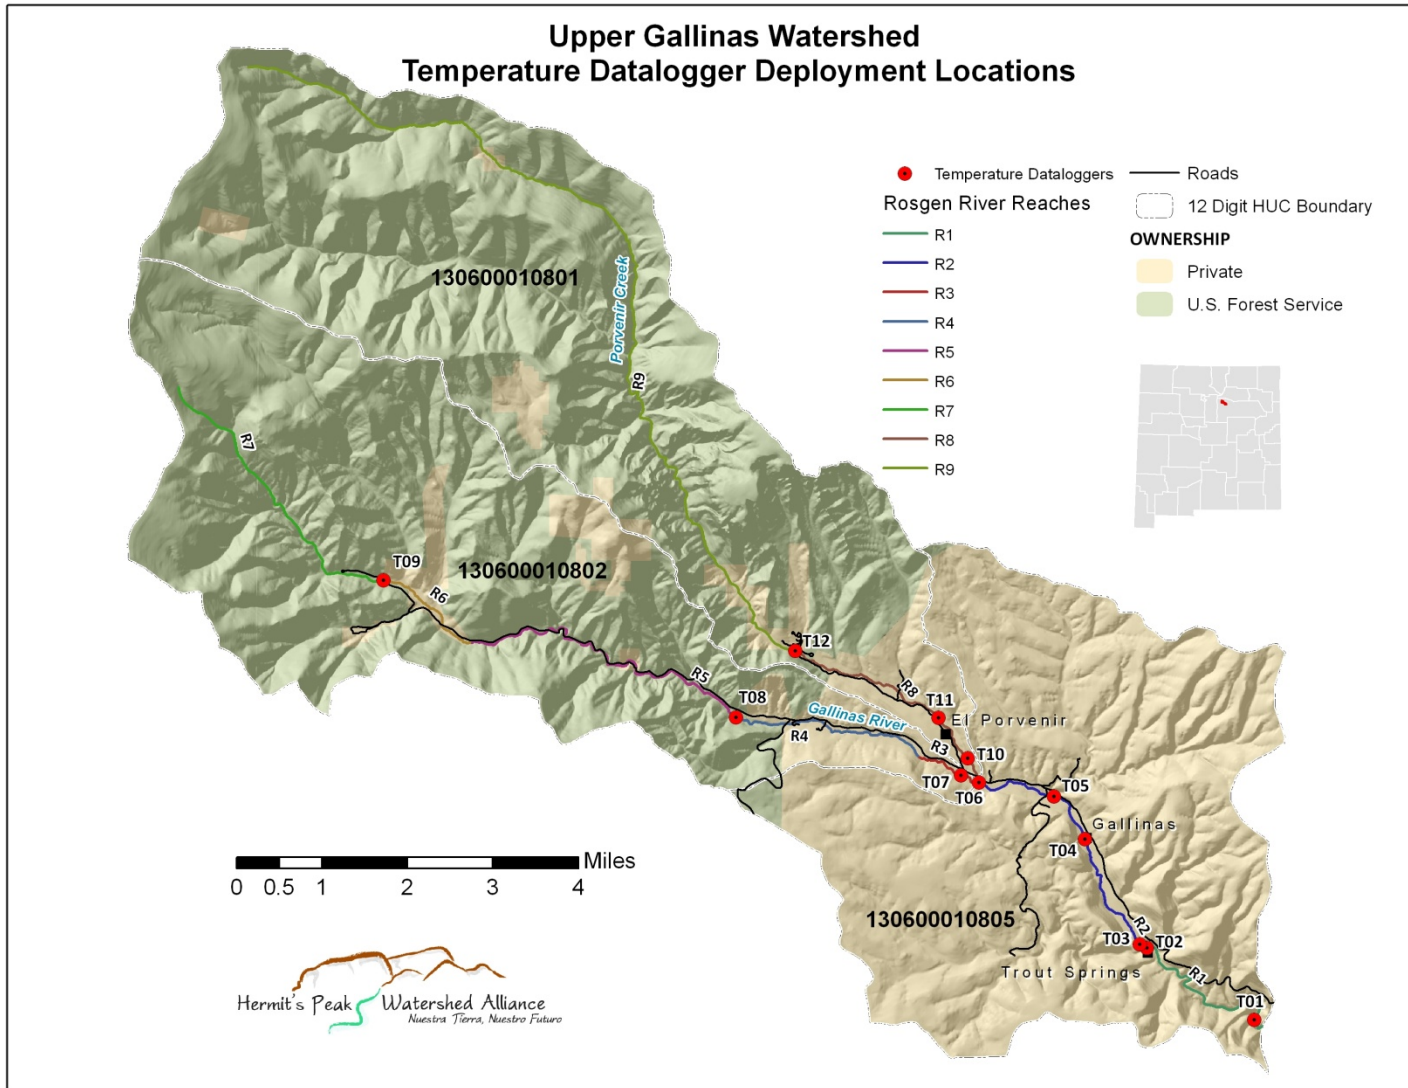 Upper Gallinas Watershed
Temperature Datalogger Deployment Locations
Temperature Dataloggers
Rosgen River Reaches
R1
R2
R3
R4
R5
R6
R7
R8
R9
Roads
12 Digit HUC Boundary
OWNERSHIP
Private
U.S. Forest Service
130600010801
Porvenir Creek
R9
R7
T09
130600010802
R6
R5
T08
T12
R8
T11
El Porvenir
Gallinas River
R4
R3
T10
T07
T06
T05
Gallinas
T04
130600010805
R2
T03
T02
Trout Springs
R1
T01
Miles
0 0.5 1 2 3 4
Hermit's Peak Watershed Alliance
Nuestra Tierra, Nuestro Futuro